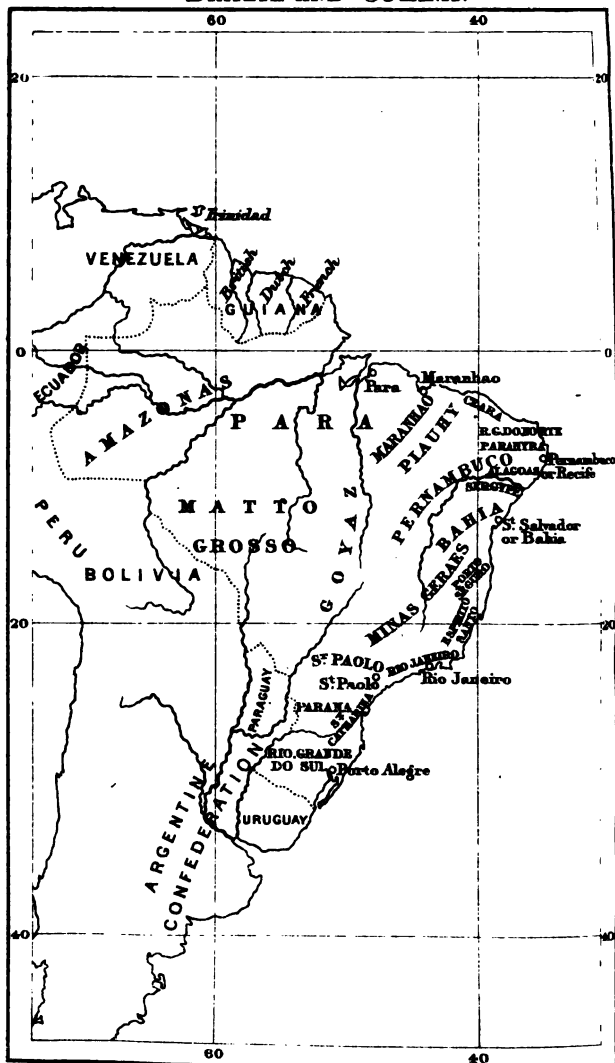 BRAZIL AND GUIANA
60
40
20
20
Trinidad
VENEZUELA
British
Dutch
French
GUIANA
0
0
ECUADOR
Para
Maranhao
AMAZONAS
PARA
MARANHAO
PIAUHY
CEARA
R.G.DO NORTE
PARAHYBA
PERNAMBUCO
Pernambuco
or Recife
ALAGOAS
SERGIPE
PERU
MATTO
GROSSO
GOYAZ
BAHIA
St. Salvador
or Bahia
BOLIVIA
MINAS GERAES
PORTO
SEGURO
ESPIRITO
SANTO
20
20
St. PAOLO
RIO JANEIRO
St. Paolo
Rio Janeiro
PARAGUAY
PARANA
Sta.
CATHARINA
RIO.GRANDE
DO SUL
Porto Alegre
URUGUAY
ARGENTINE
CONFEDERATION
40
40
60
40